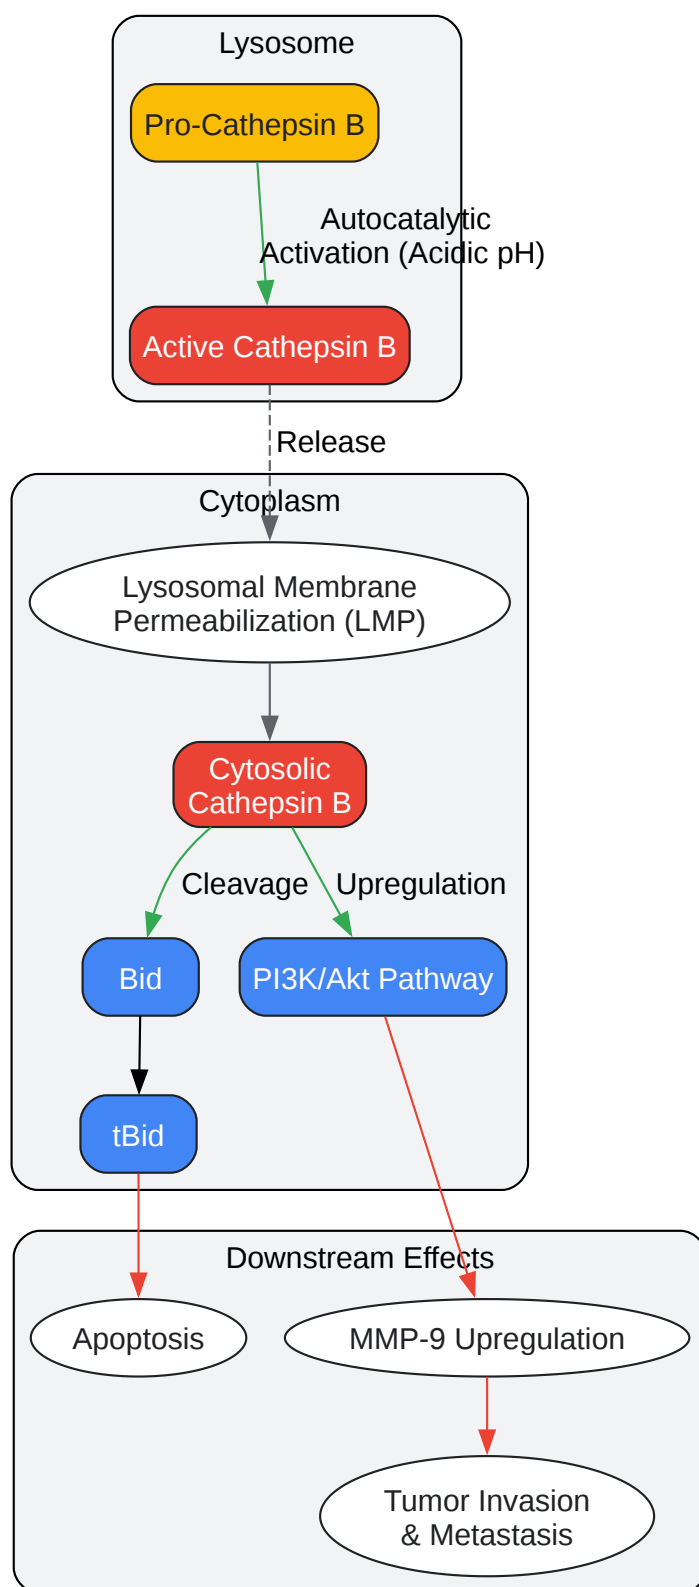 Lysosome
Pro-Cathepsin B
Autocatalytic
Activation (Acidic pH)
Active Cathepsin B
Release
Cytoplasm
Lysosomal Membrane
Permeabilization (LMP)
Cytosolic
Cathepsin B
Cleavage
Upregulation
Bid
PI3K/Akt Pathway
tBid
Downstream Effects
Apoptosis
MMP-9 Upregulation
Tumor Invasion
& Metastasis